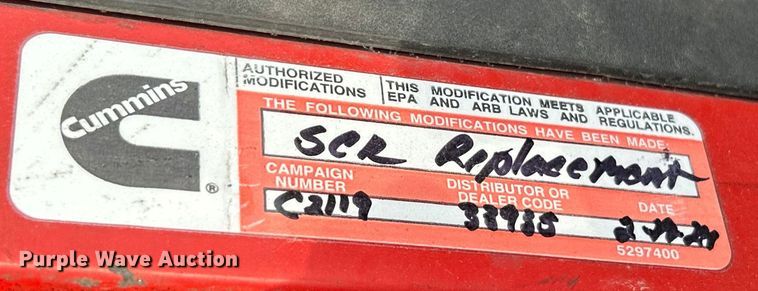 Cummins
®
AUTHORIZED
MODIFICATIONS
THIS MODIFICATION MEETS APPLICABLE
EPA AND ARB LAWS AND REGULATIONS.
THE FOLLOWING MODIFICATIONS HAVE BEEN MADE:
SCR Replacement
CAMPAIGN
NUMBER
DISTRIBUTOR OR
DEALER CODE
DATE
C2119
5297400
Purple Wave Auction